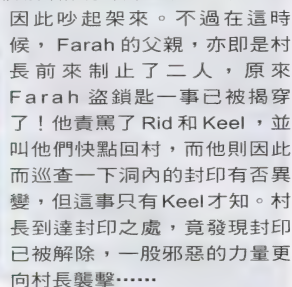 因此吵起架來。不過在這時
候，Farah 的父親，亦即是村
長前來制止了二人，原來
Farah 盜鎖匙一事已被揭穿
了！他責罵了 Rid 和 Keel，並
叫他們快點回村，而他則因此
而巡查一下洞內的封印有否異
變，但這事只有 Keel 才知。村
長到達封印之處，竟發現封印
已被解除，一股邪惡的力量更
向村長襲擊⋯⋯